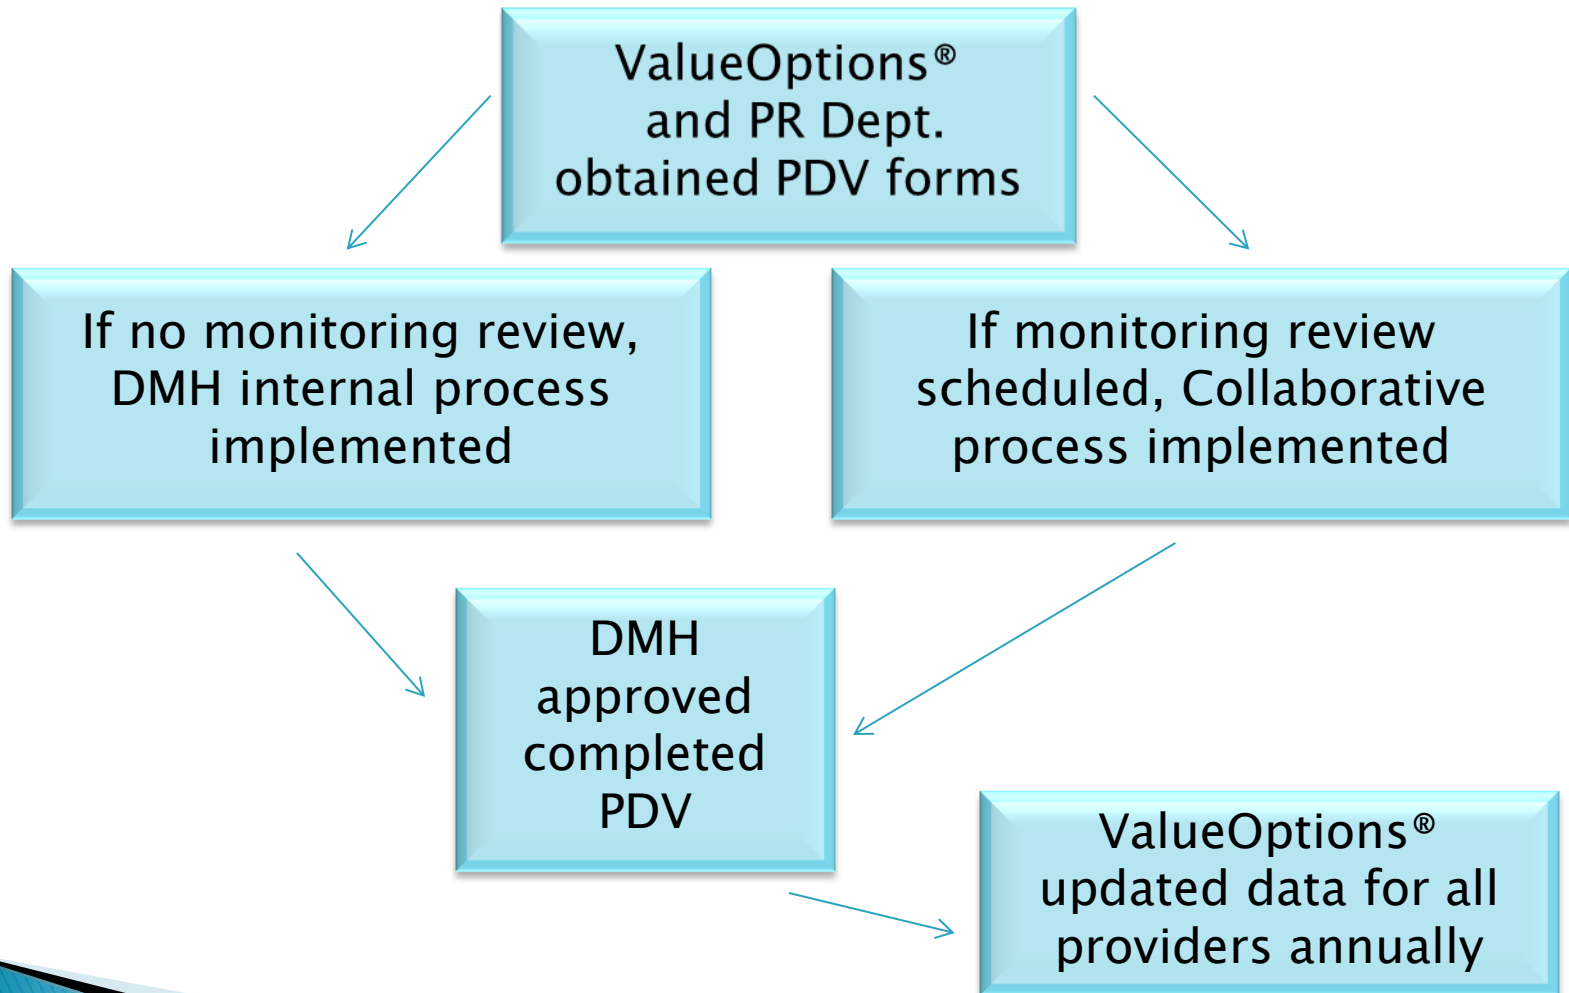 ValueOptions®
and PR Dept.
obtained PDV forms
If no monitoring review,
DMH internal process
implemented
If monitoring review
scheduled, Collaborative
process implemented
DMH
approved
completed
PDV
ValueOptions®
updated data for all
providers annually